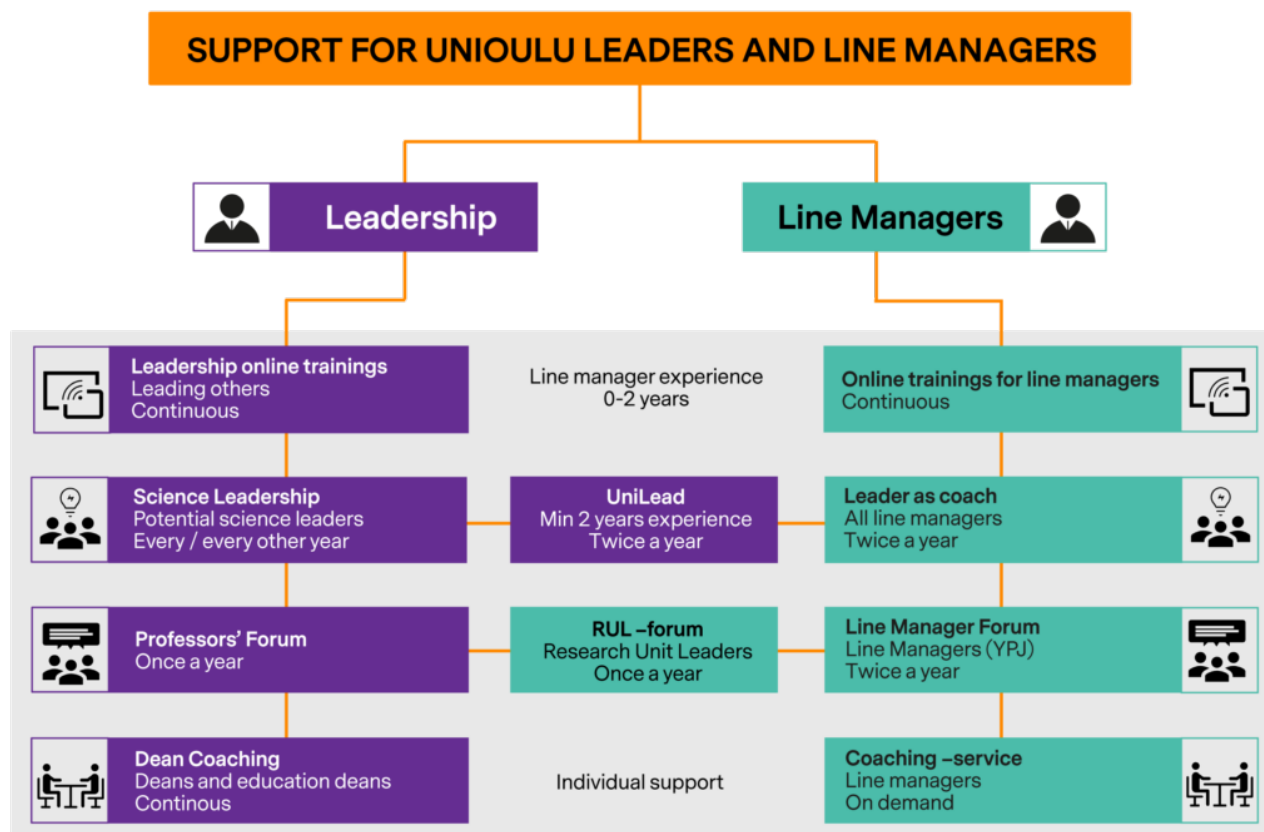 SUPPORT FOR UNIOULU LEADERS AND LINE MANAGERS
Leadership
Line Managers
Leadership online trainings
Leading others
Continuous
Line manager experience
0-2 years
Online trainings for line managers
Continuous
Science Leadership
Potential science leaders
Every / every other year
UniLead
Min 2 years experience
Twice a year
Leader as coach
All line managers
Twice a year
Professors’ Forum
Once a year
RUL –forum
Research Unit Leaders
Once a year
Line Manager Forum
Line Managers (YPJ)
Twice a year
Dean Coaching
Deans and education deans
Continous
Individual support
Coaching –service
Line managers
On demand